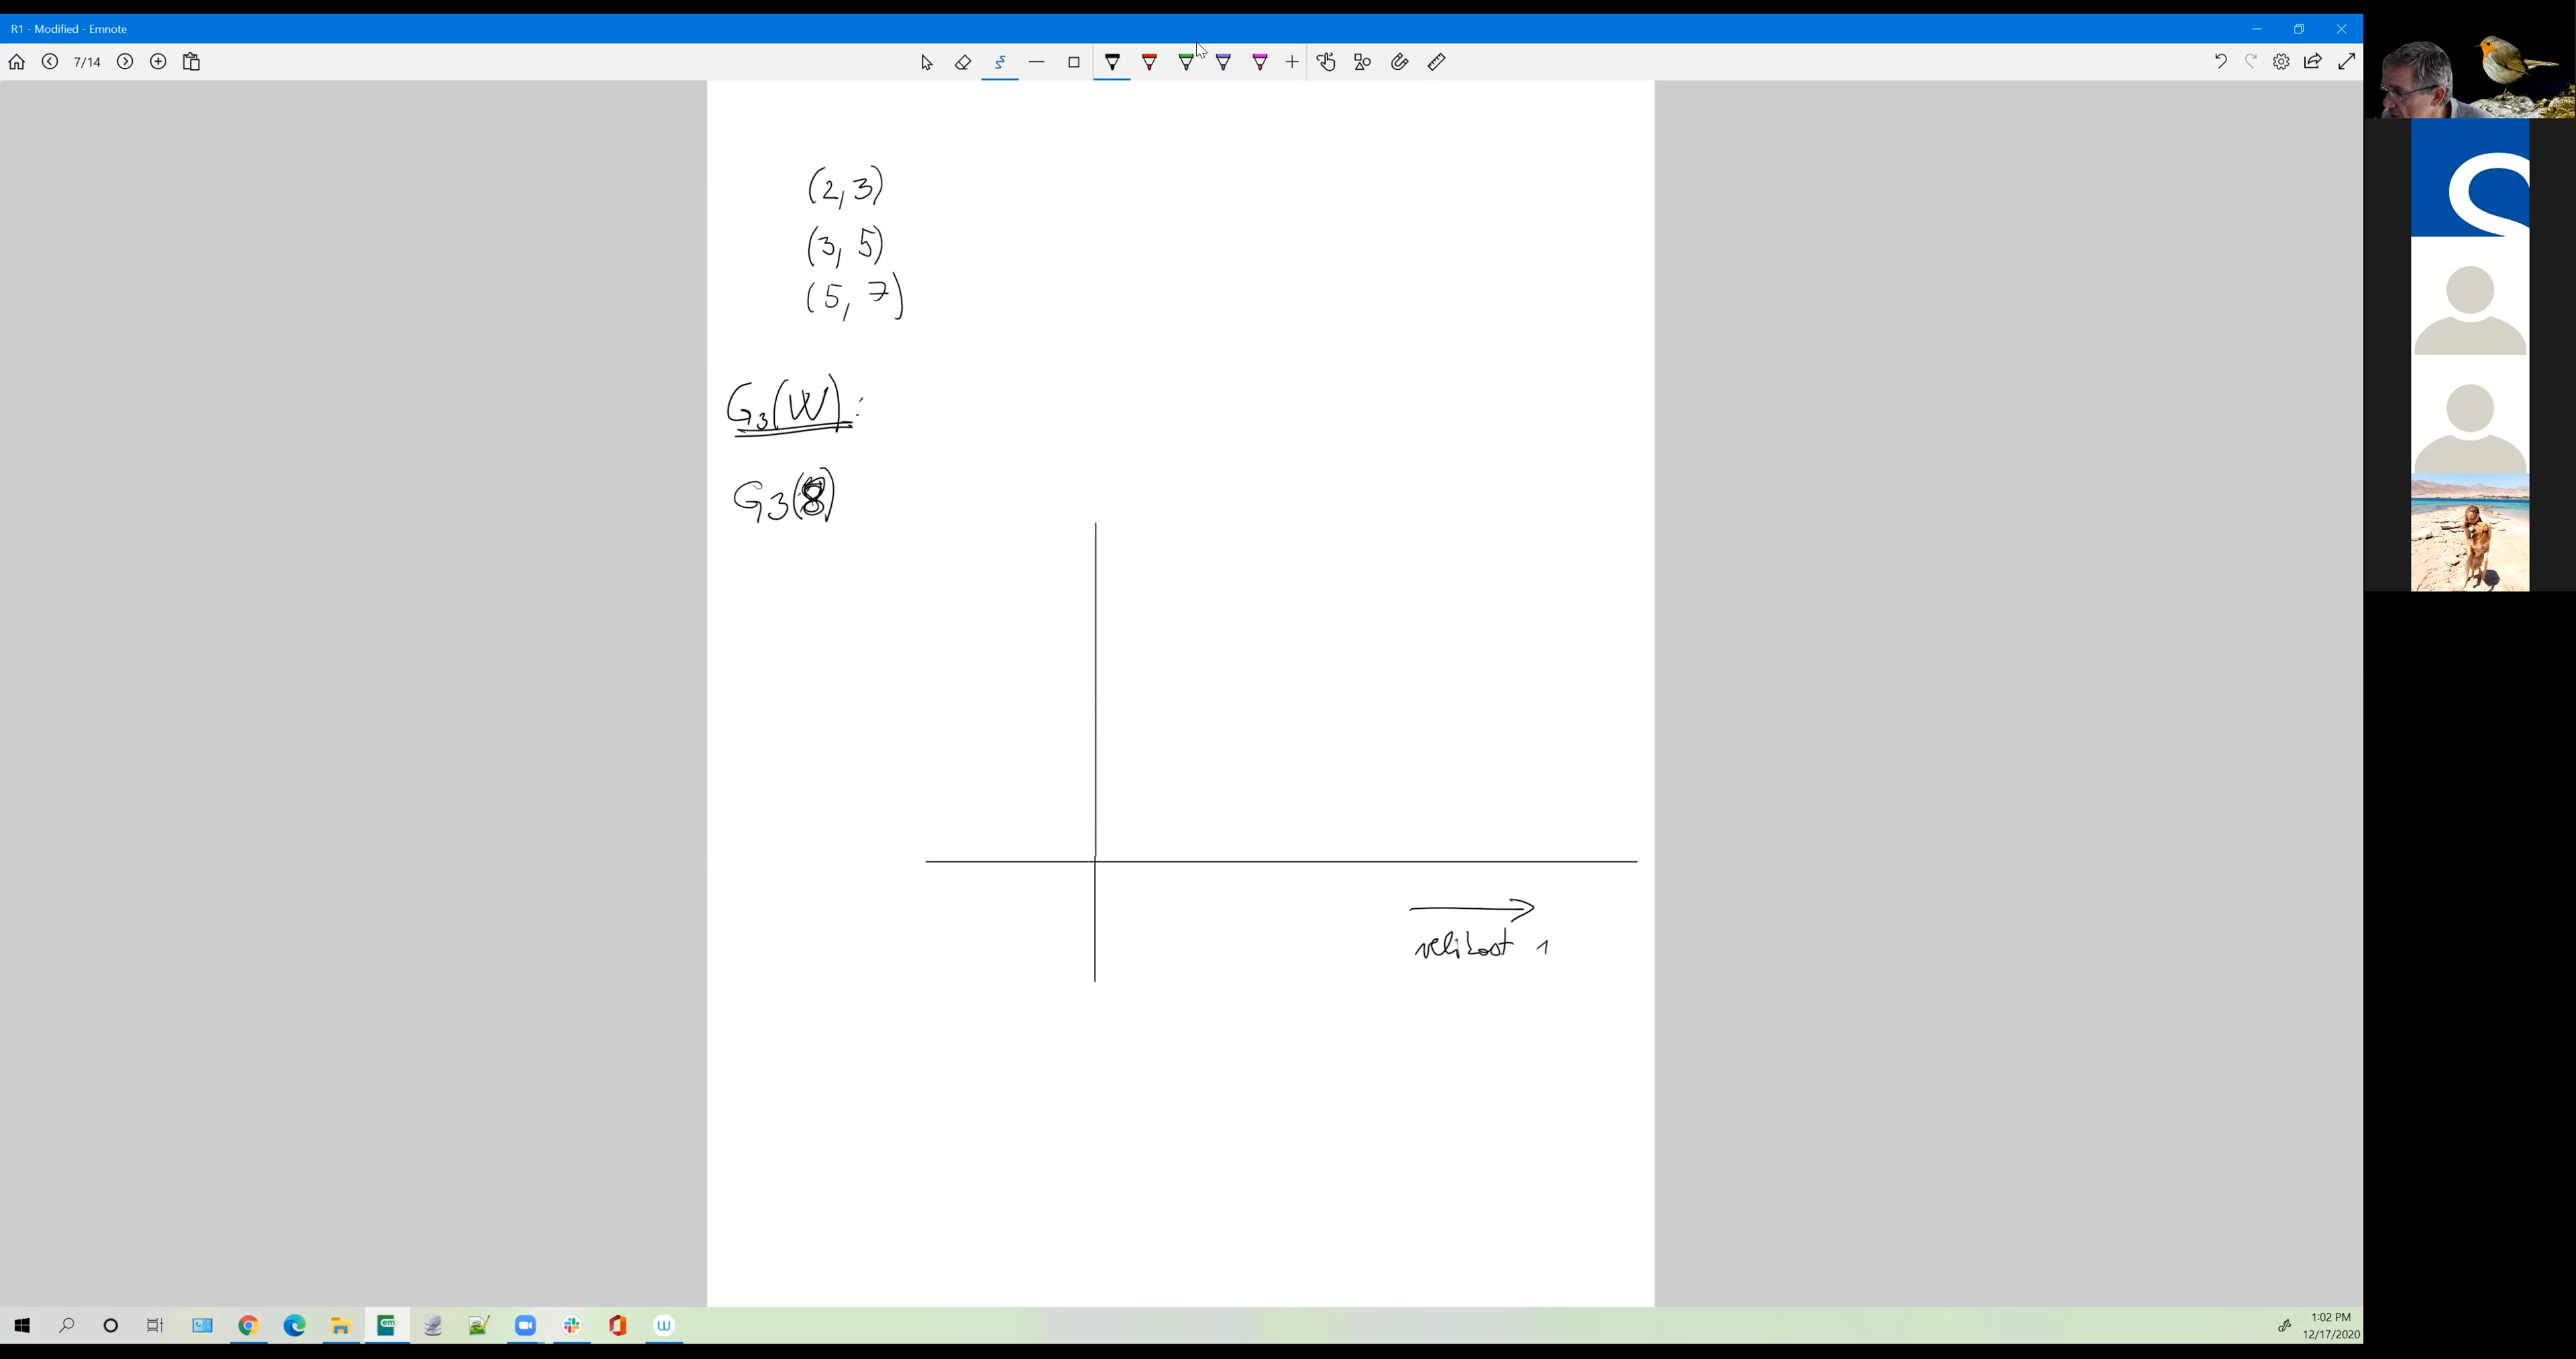 R1 - Modified - Emnote
7/14
(2, 3)
(3, 5)
(5, 7)
G3(W):
G3(8)
velikost 1
1:02 PM
12/17/2020